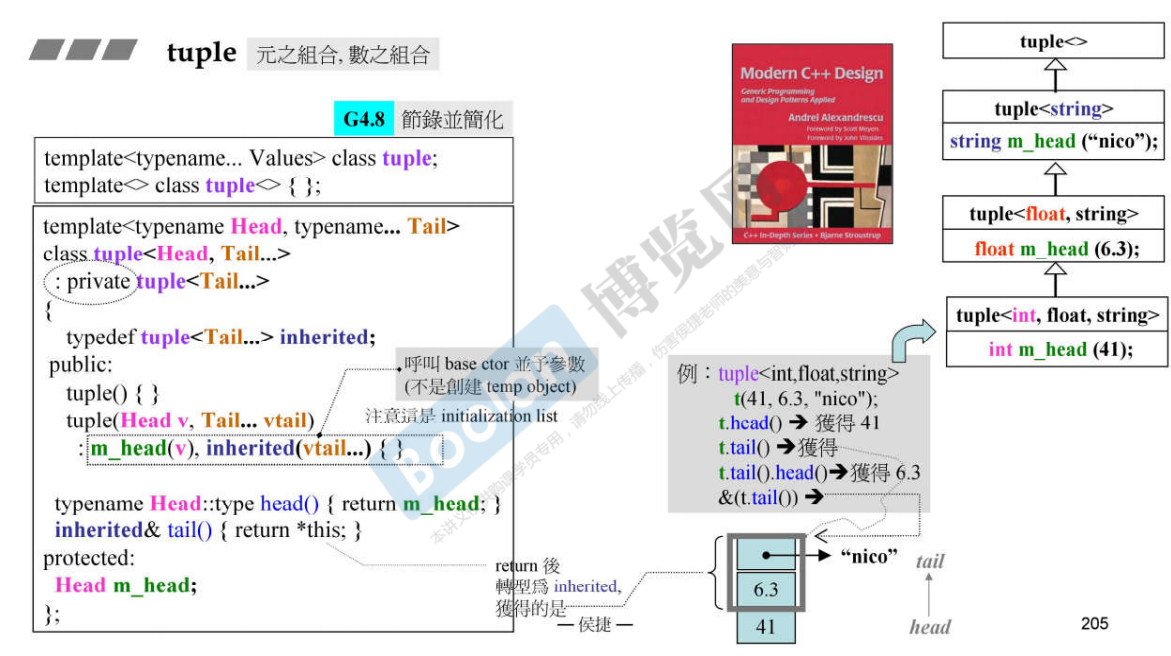 tuple 元之組合, 數之組合
G4.8 節錄並簡化
template<typename... Values> class tuple;
template<> class tuple<> { };
template<typename Head, typename... Tail>
class tuple<Head, Tail...>
: private tuple<Tail...>
{
typedef tuple<Tail...> inherited;
public:
tuple() { }
tuple(Head v, Tail... vtail)
: m_head(v), inherited(vtail...) { }
typename Head::type head() { return m_head; }
inherited& tail() { return *this; }
protected:
Head m_head;
};
呼叫 base ctor 並予參數
(不是創建 temp object)
注意這是 initialization list
return 後
轉型為 inherited,
獲得的是
— 侯捷 —
Modern C++ Design
Generic Programming
and Design Patterns Applied
Andrei Alexandrescu
Foreword by Scott Meyers
Foreword by John Vlissides
C++ In-Depth Series • Bjarne Stroustrup
tuple<>
tuple<string>
string m_head (“nico”);
tuple<float, string>
float m_head (6.3);
tuple<int, float, string>
int m_head (41);
例：tuple<int,float,string>
t(41, 6.3, "nico");
t.head() ➔ 獲得 41
t.tail() ➔獲得
t.tail().head()➔獲得 6.3
&(t.tail()) ➔
“nico”
6.3
41
tail
head
205
Boolan 博览网